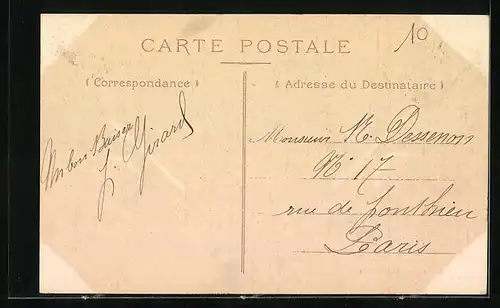 CARTE POSTALE
10
(Correspondance)
(Adresse du Destinataire)
Un bon Baiser
Girard
Monsieur M. Dessenon
N° 17
rue de ponthieu
Paris